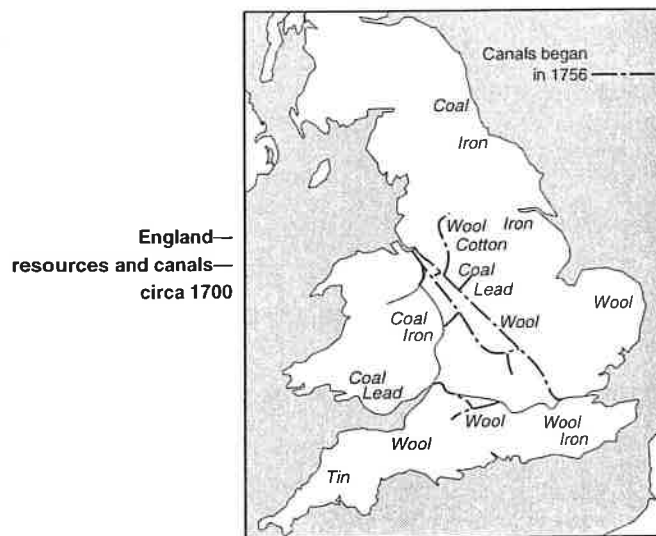 England—
resources and canals—
circa 1700
Canals began
in 1756
Coal
Iron
Wool
Iron
Cotton
Coal
Lead
Wool
Wool
Coal
Iron
Coal
Lead
Wool
Wool
Wool
Iron
Tin